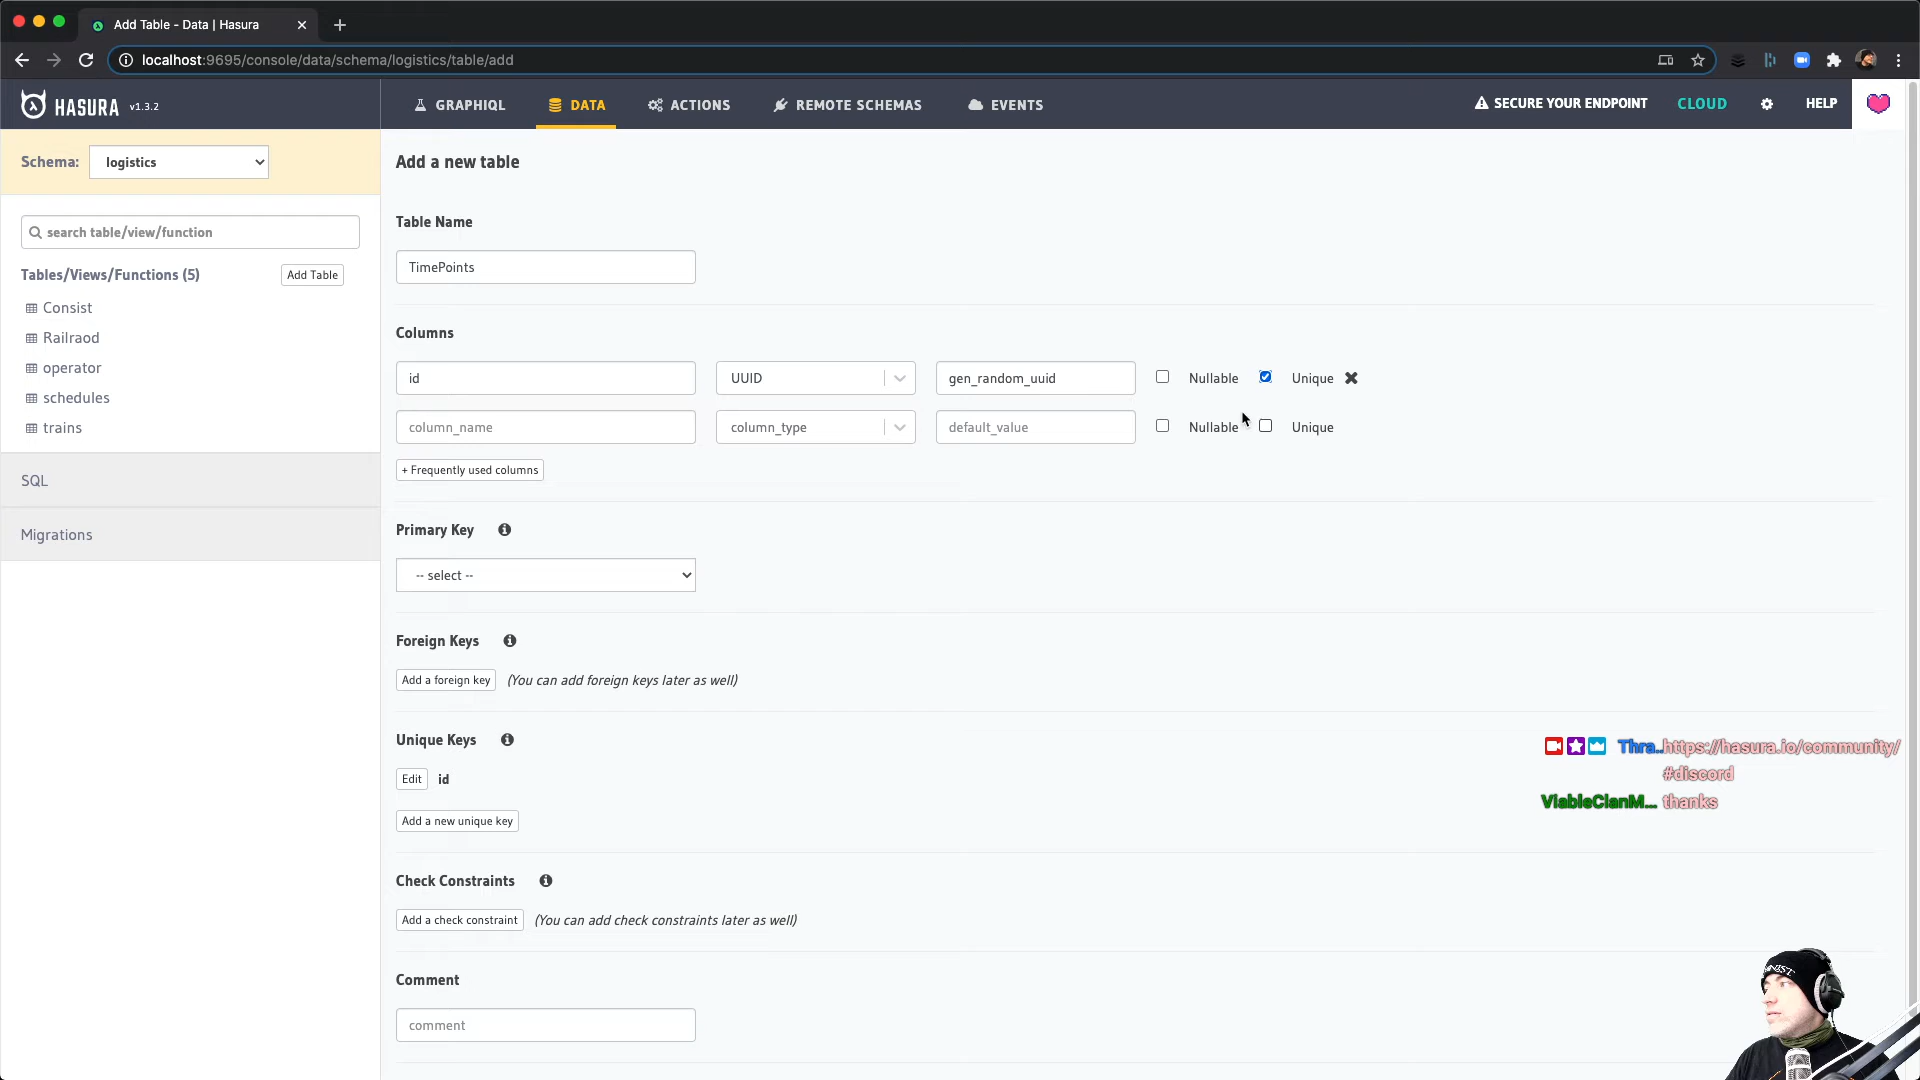 Add Table - Data | Hasura
localhost:9695/console/data/schema/logistics/table/add
HASURA v1.3.2
GRAPHIQL DATA ACTIONS REMOTE SCHEMAS EVENTS
SECURE YOUR ENDPOINT CLOUD HELP
Schema: logistics
search table/view/function
Tables/Views/Functions (5) Add Table
Consist
Railraod
operator
schedules
trains
SQL
Migrations
Add a new table
Table Name
TimePoints
Columns
id UUID gen_random_uuid Nullable Unique
column_name column_type default_value Nullable Unique
+ Frequently used columns
Primary Key
-- select --
Foreign Keys
Add a foreign key (You can add foreign keys later as well)
Unique Keys
Edit id
Add a new unique key
Check Constraints
Add a check constraint (You can add check constraints later as well)
Comment
comment
Thra.. https://hasura.io/community/
#discord
ViableClanM... thanks